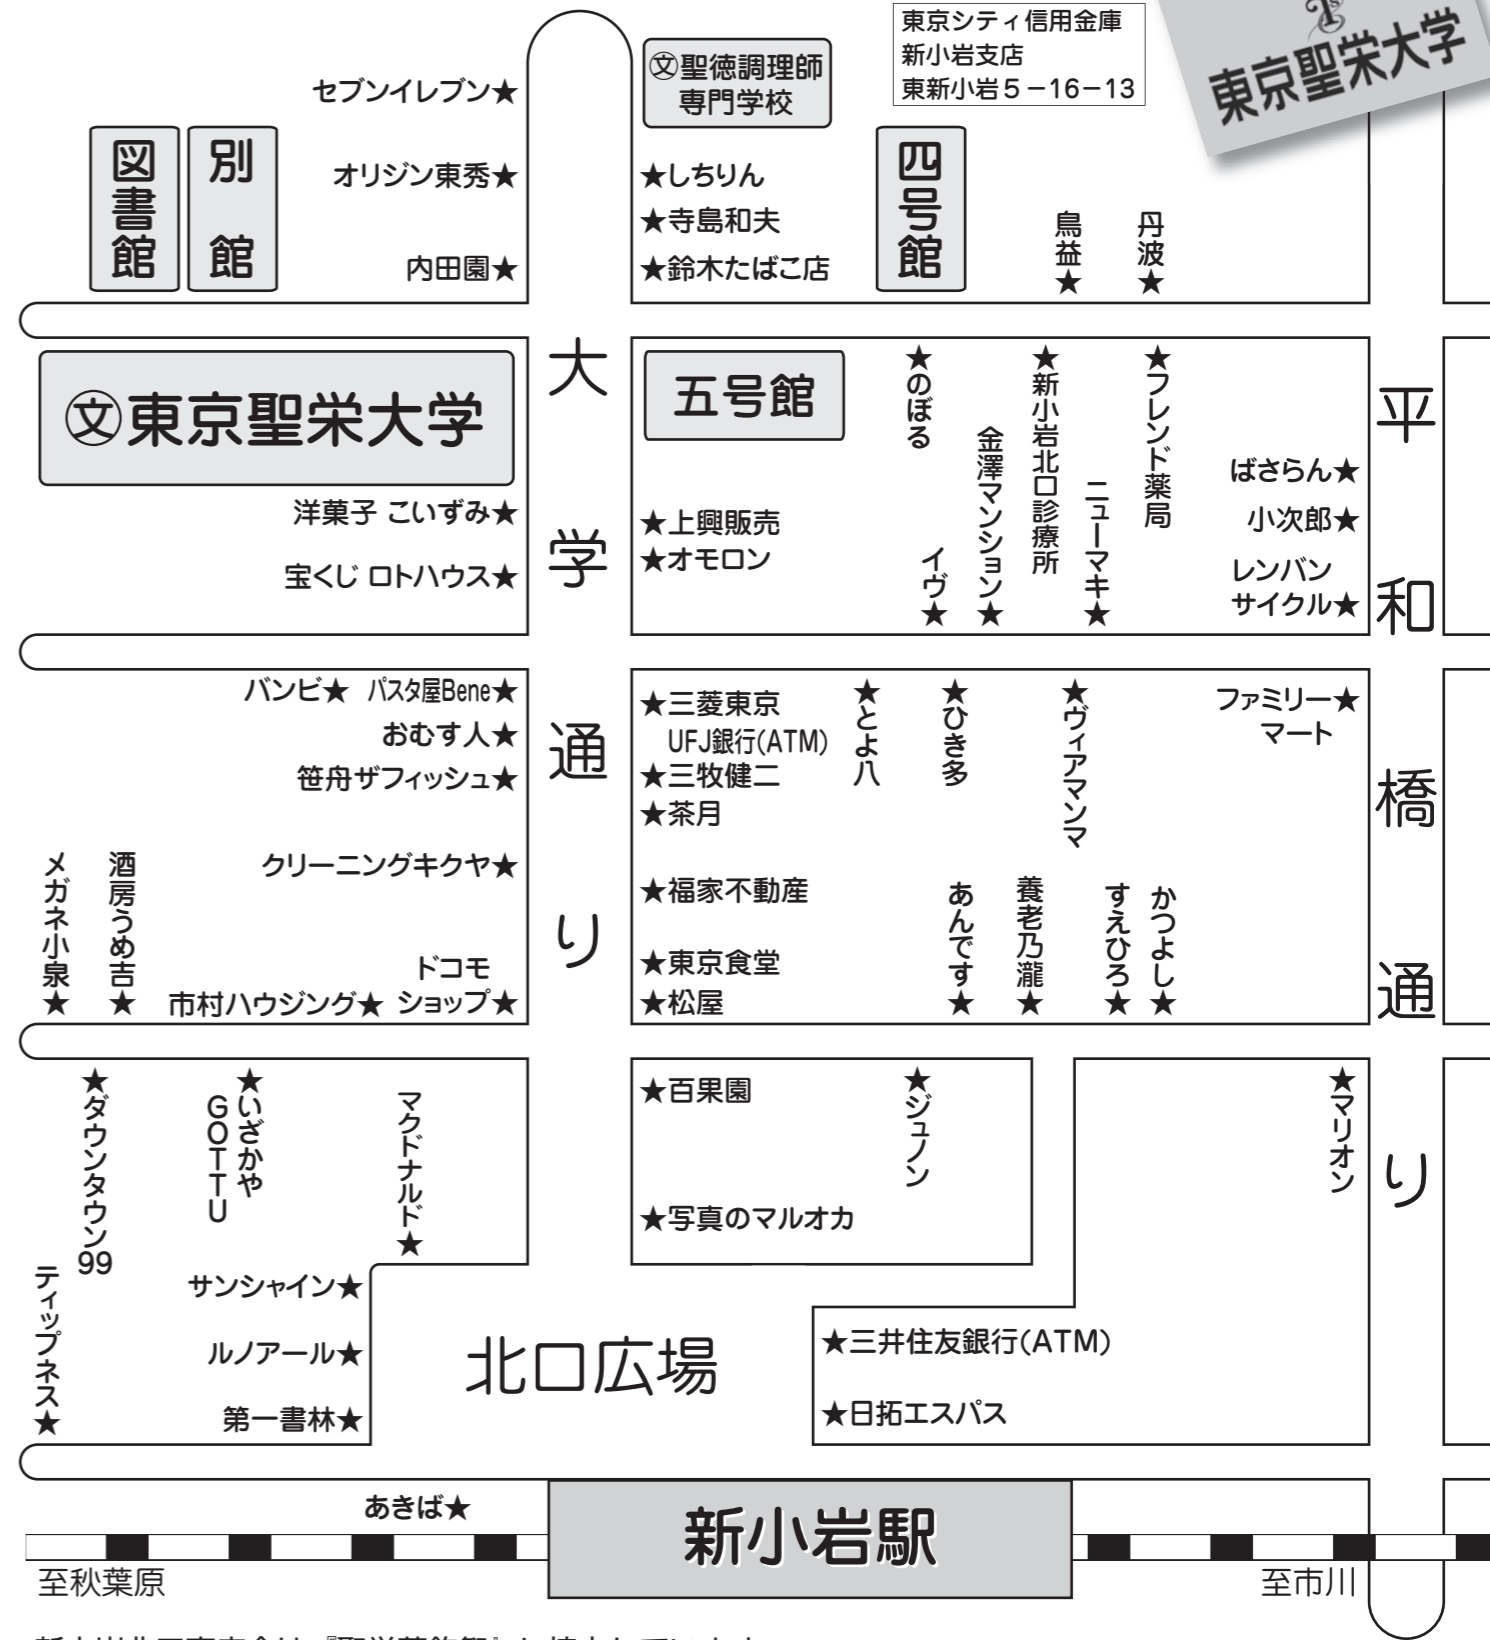 東京シティ信用金庫
新小岩支店
東新小岩5−16−13
東京聖栄大学
セブンイレブン★
㊫聖徳調理師
専門学校
図書館
別館
オリジン東秀★
内田園★
★しちりん
★寺島和夫
★鈴木たばこ店
四号館
鳥益★
丹波★
大学通り
平和橋通り
㊫東京聖栄大学
五号館
洋菓子 こいずみ★
宝くじ ロトハウス★
★上興販売
★オモロン
★のぼる
イヴ★
金澤マンション★
★新小岩北口診療所
ニューマキ★
★フレンド薬局
ばさらん★
小次郎★
レンバン
サイクル★
バンビ★ パスタ屋Bene★
おむす人★
笹舟ザフィッシュ★
クリーニングキクヤ★
メガネ小泉★
酒房うめ吉★
市村ハウジング★
ドコモ
ショップ★
★三菱東京
UFJ銀行(ATM)
★三牧健二
★茶月
★福家不動産
★東京食堂
★松屋
★とよ八
★ひき多
★ヴィアマンマ
ファミリー★
マート
あんです★
養老乃瀧★
すえひろ★
かつよし★
★ダウンタウン99
★いざかや
GOTTU
マクドナルド★
ティップネス★
サンシャイン★
ルノアール★
第一書林★
★百果園
★写真のマルオカ
★ジュノン
★マリオン
北口広場
★三井住友銀行(ATM)
★日拓エスパス
あきば★
新小岩駅
至秋葉原
至市川